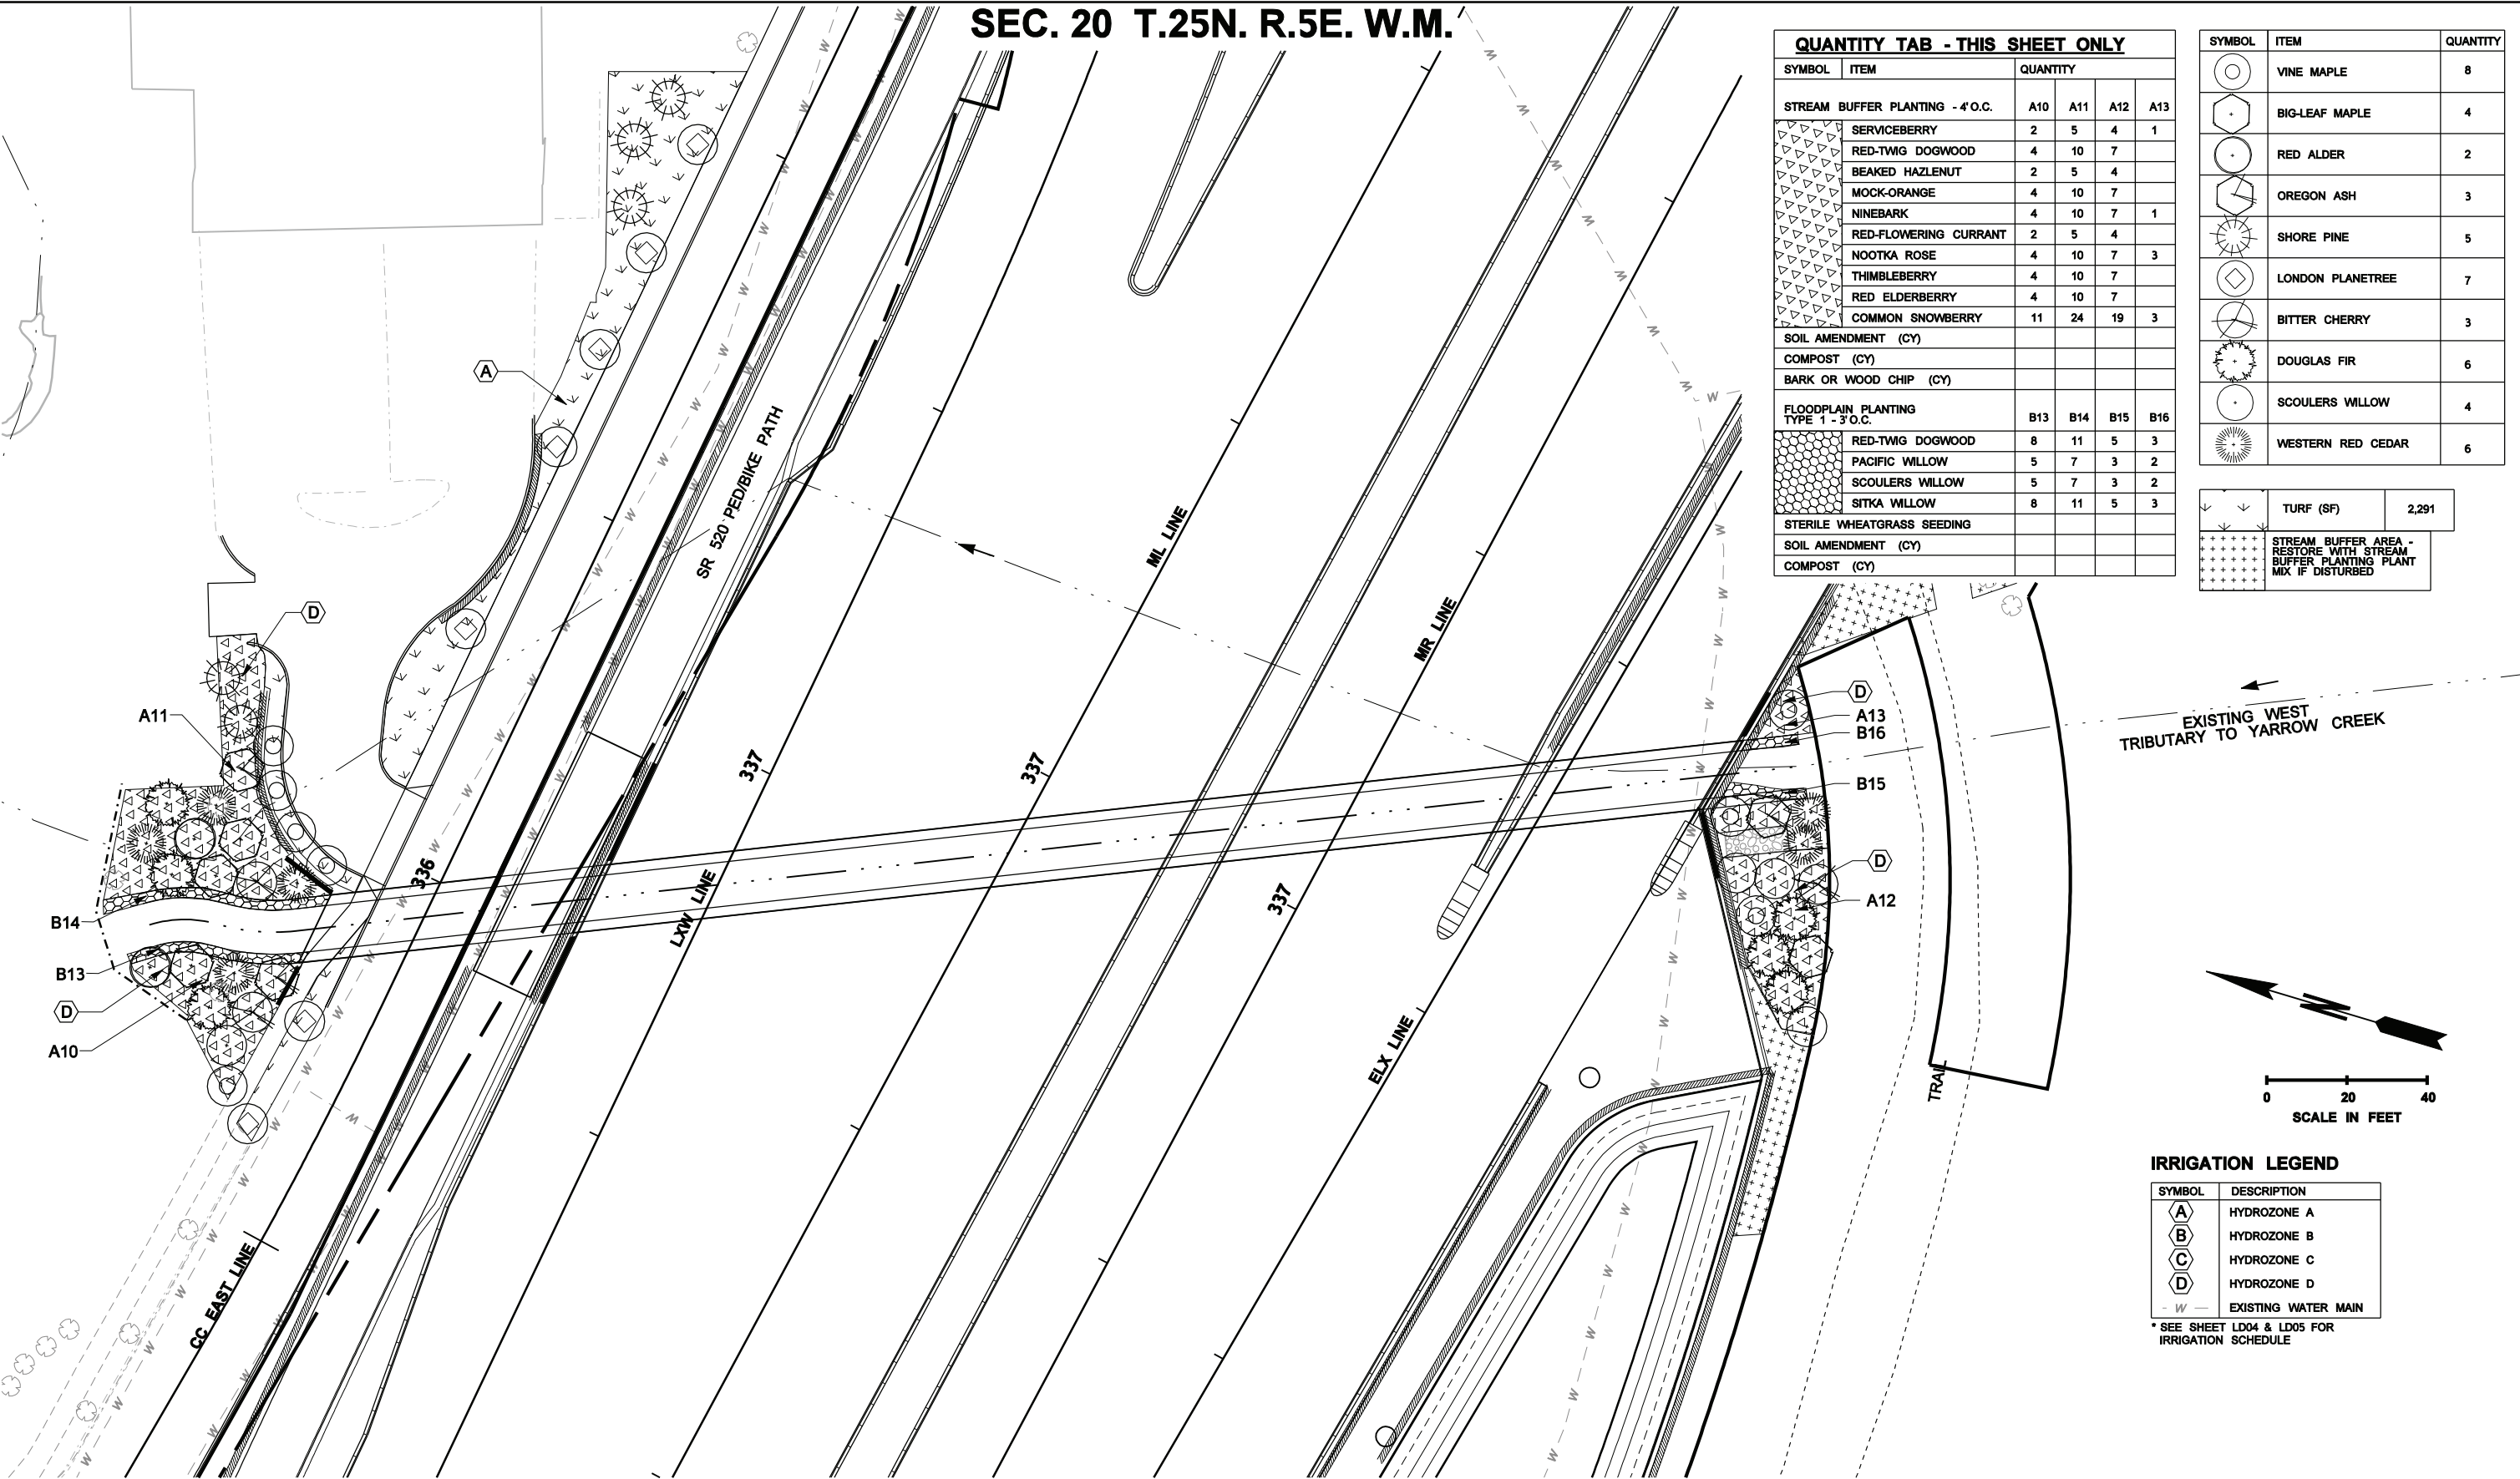 SEC. 20 T.25N. R.5E. W.M.
QUANTITY TAB - THIS SHEET ONLY
SYMBOL ITEM QUANTITY
STREAM BUFFER PLANTING - 4' O.C. A10 A11 A12 A13
SERVICEBERRY 2 5 4 1
RED-TWIG DOGWOOD 4 10 7
BEAKED HAZLENUT 2 5 4
MOCK-ORANGE 4 10 7
NINEBARK 4 10 7 1
RED-FLOWERING CURRANT 2 5 4
NOOTKA ROSE 4 10 7 3
THIMBLEBERRY 4 10 7
RED ELDERBERRY 4 10 7
COMMON SNOWBERRY 11 24 19 3
SOIL AMENDMENT (CY)
COMPOST (CY)
BARK OR WOOD CHIP (CY)
FLOODPLAIN PLANTING
TYPE 1 - 3' O.C. B13 B14 B15 B16
RED-TWIG DOGWOOD 8 11 5 3
PACIFIC WILLOW 5 7 3 2
SCOULERS WILLOW 5 7 3 2
SITKA WILLOW 8 11 5 3
STERILE WHEATGRASS SEEDING
SOIL AMENDMENT (CY)
COMPOST (CY)
SYMBOL ITEM QUANTITY
VINE MAPLE 8
BIG-LEAF MAPLE 4
RED ALDER 2
OREGON ASH 3
SHORE PINE 5
LONDON PLANETREE 7
BITTER CHERRY 3
DOUGLAS FIR 6
SCOULERS WILLOW 4
WESTERN RED CEDAR 6
TURF (SF) 2,291
STREAM BUFFER AREA -
RESTORE WITH STREAM
BUFFER PLANTING PLANT
MIX IF DISTURBED
A
SR 520 PED/BIKE PATH
ML LINE
MR LINE
D
A11
B14
B13
D
A10
336
337
337
337
LXW LINE
ELX LINE
CC EAST LINE
D
A13
B16
B15
D
A12
EXISTING WEST
TRIBUTARY TO YARROW CREEK
TRAIL
0 20 40
SCALE IN FEET
IRRIGATION LEGEND
SYMBOL DESCRIPTION
A HYDROZONE A
B HYDROZONE B
C HYDROZONE C
D HYDROZONE D
- W — EXISTING WATER MAIN
* SEE SHEET LD04 & LD05 FOR
IRRIGATION SCHEDULE